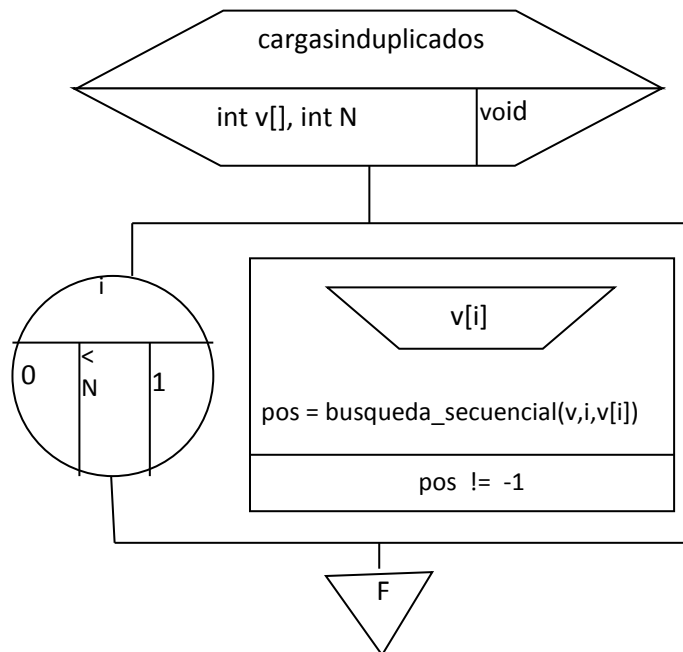 cargasinduplicados
int v[], int N
void
i
0
<
N
1
v[i]
pos = busqueda_secuencial(v,i,v[i])
pos != -1
F